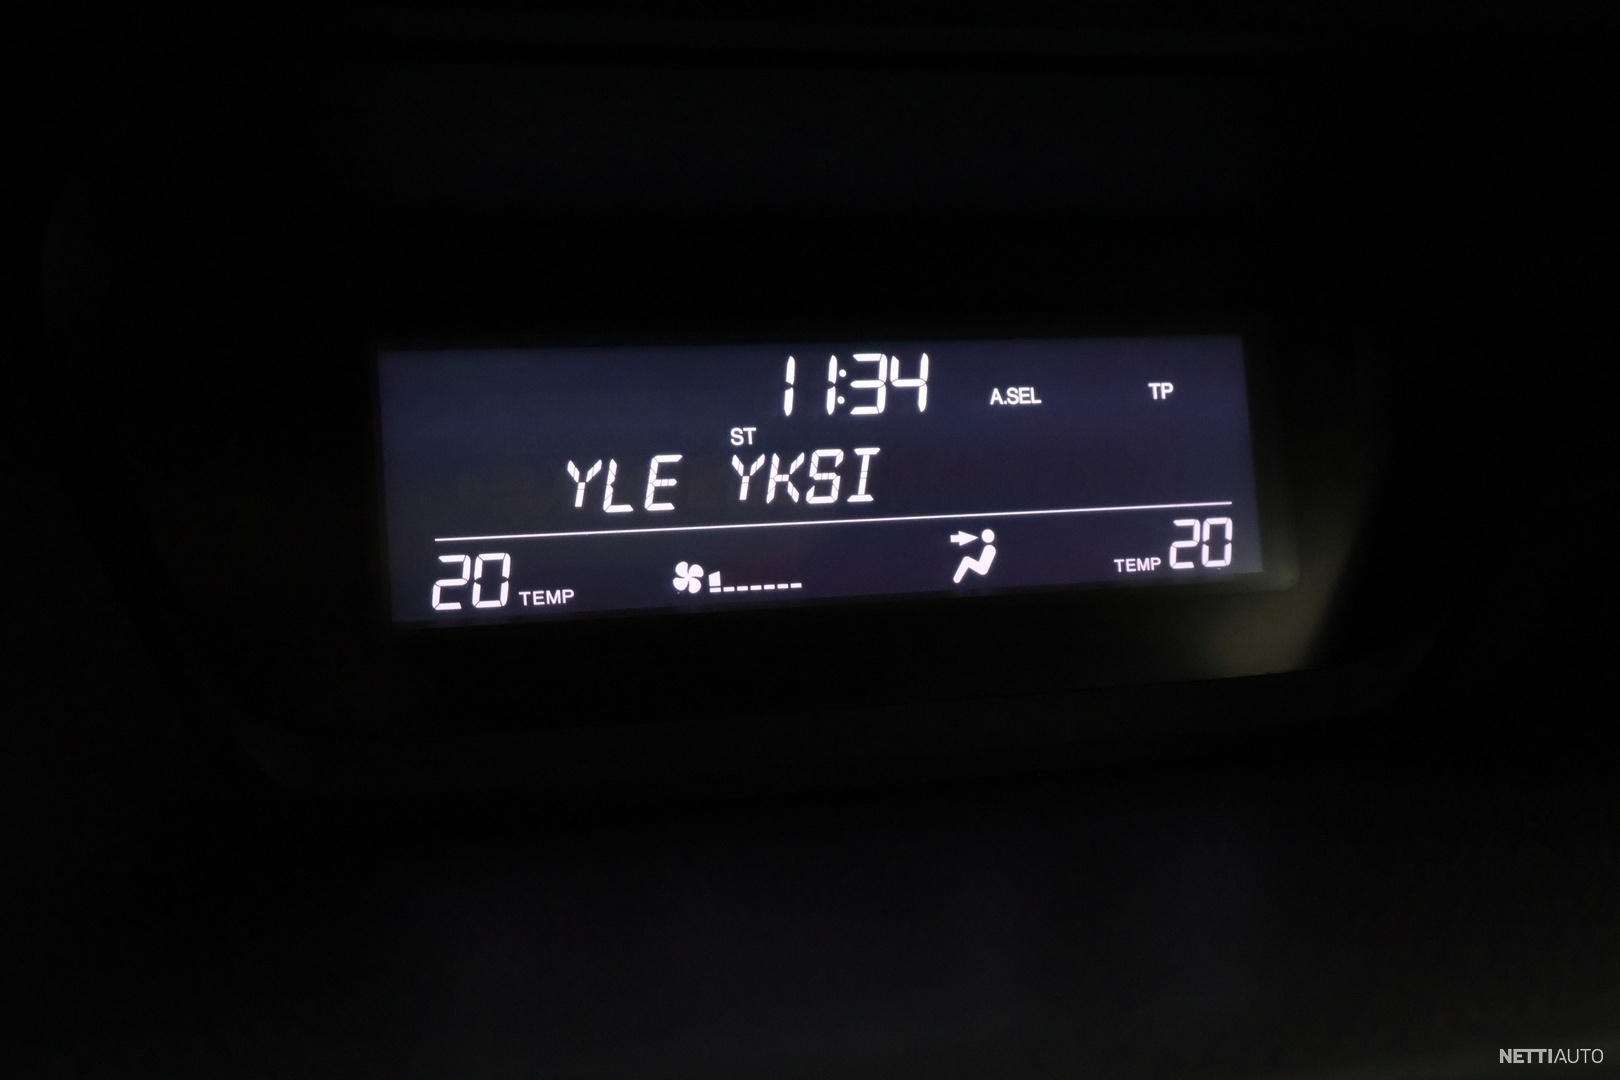 11:34 A.SEL TP
ST
YLE YKSI
20 TEMP TEMP 20
NETTIAUTO